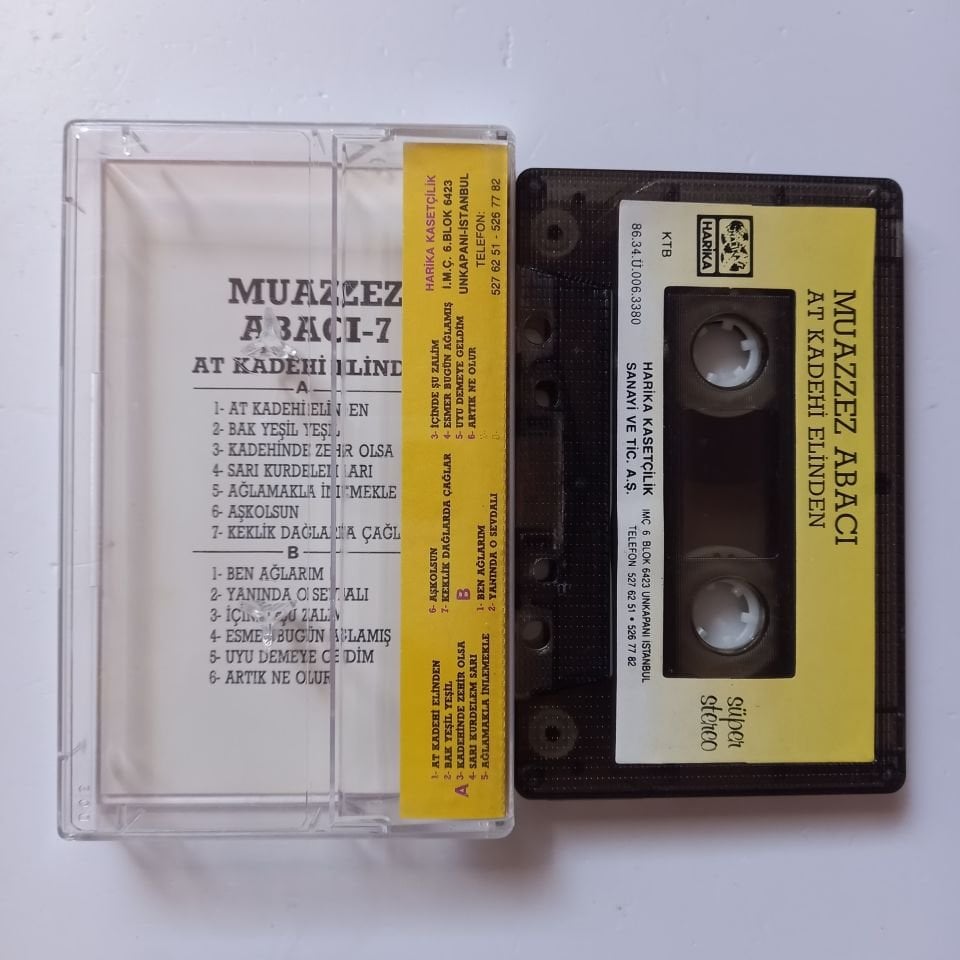 MUAZZEZ
ABACI-7
AT KADEHİ ELİND
A
1- AT KADEHİ ELİNDEN
2- BAK YEŞİL YEŞİL
3- KADEHİNDE ZEHİR OLSA
4- SARI KURDELEM SARI
5- AĞLAMAKLA İNLEMEKLE
6- AŞKOLSUN
7- KEKLİK DAĞLARDA ÇAĞL
B
1- BEN AĞLARIM
2- YANINDA O SEVDALI
3- İÇİNDE ŞU ZALİM
4- ESMER BUGÜN AĞLAMIŞ
5- UYU DEMEYE GELDİM
6- ARTIK NE OLUR
A
1- AT KADEHİ ELİNDEN
2- BAK YEŞİL YEŞİL
3- KADEHİNDE ZEHİR OLSA
4- SARI KURDELEM SARI
5- AĞLAMAKLA İNLEMEKLE
6- AŞKOLSUN
7- KEKLİK DAĞLARDA ÇAĞLAR
B
1- BEN AĞLARIM
2- YANINDA O SEVDALI
3- İÇİNDE ŞU ZALİM
4- ESMER BUGÜN AĞLAMIŞ
5- UYU DEMEYE GELDİM
6- ARTIK NE OLUR
HARİKA KASETÇİLİK
İ.M.Ç. 6.BLOK 6423
UNKAPANI-İSTANBUL
TELEFON:
527 62 51 - 526 77 82
MUAZZEZ ABACI
AT KADEHİ ELİNDEN
HARİKA
KTB
86.34.Ü.006.3380
süper
stereo
HARİKA KASETÇİLİK İMÇ 6 BLOK 6423 UNKAPANI İSTANBUL
SANAYİ VE TİC. A.Ş. TELEFON 527 62 51 • 526 77 82